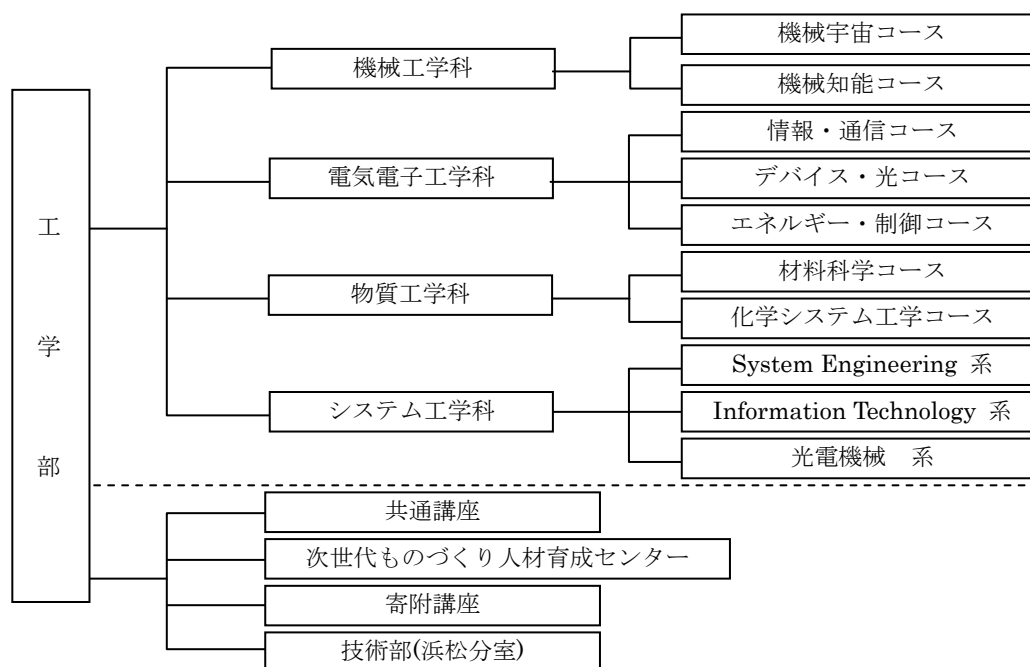 工学部
機械工学科
機械宇宙コース
機械知能コース
電気電子工学科
情報・通信コース
デバイス・光コース
エネルギー・制御コース
物質工学科
材料科学コース
化学システム工学コース
システム工学科
System Engineering 系
Information Technology 系
光電機械　系
共通講座
次世代ものづくり人材育成センター
寄附講座
技術部(浜松分室)